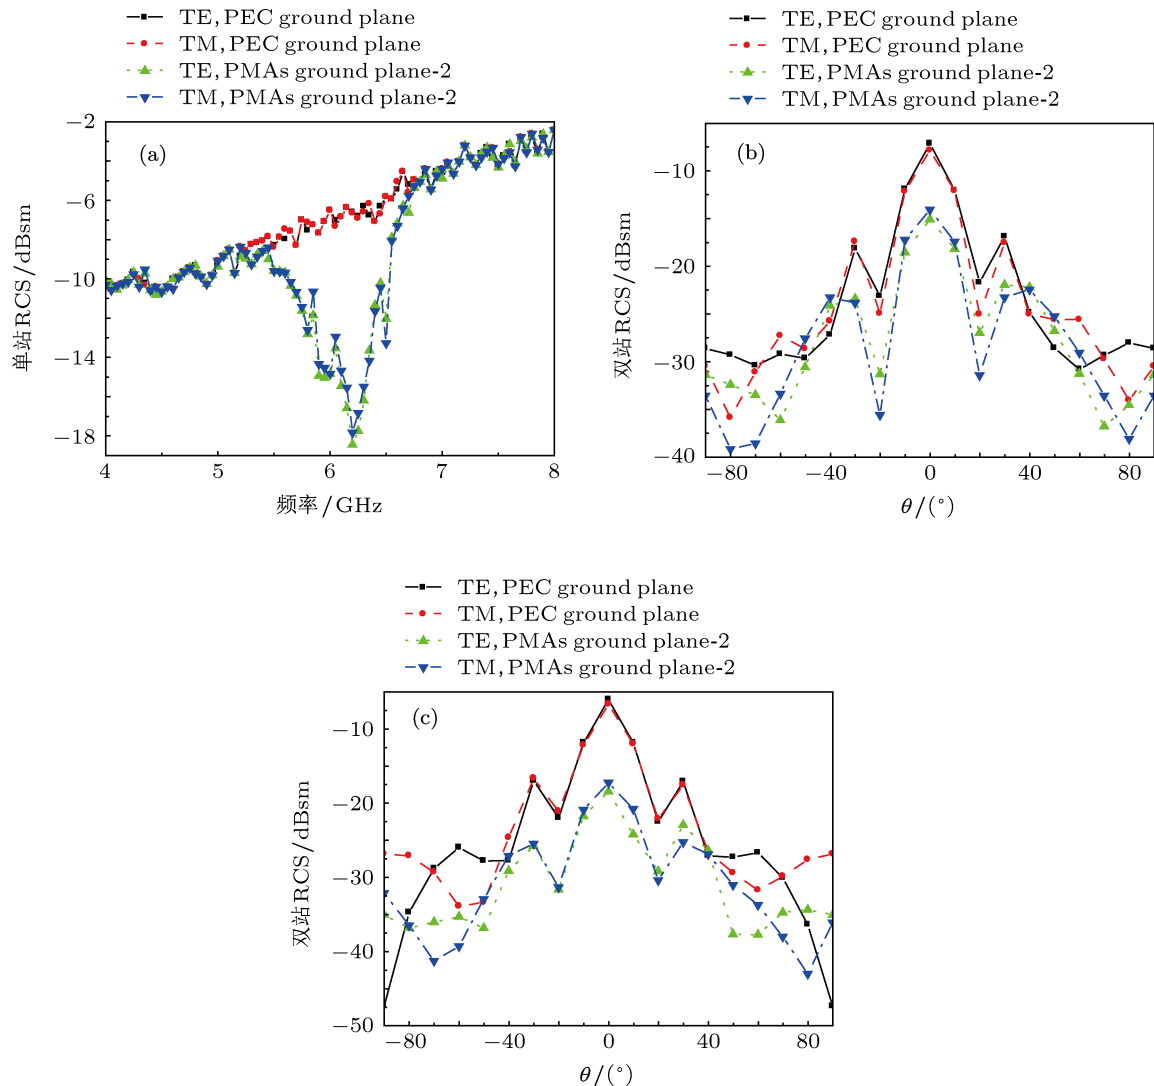 TE, PEC ground plane
TM, PEC ground plane
TE, PMAs ground plane-2
TM, PMAs ground plane-2
(a)
−2
−6
−10
−14
−18
4
5
6
7
8
单站RCS/dBsm
频率/GHz
TE, PEC ground plane
TM, PEC ground plane
TE, PMAs ground plane-2
TM, PMAs ground plane-2
(b)
−10
−20
−30
−40
−80
−40
0
40
80
双站RCS/dBsm
θ/(°)
TE, PEC ground plane
TM, PEC ground plane
TE, PMAs ground plane-2
TM, PMAs ground plane-2
(c)
−10
−20
−30
−40
−50
−80
−40
0
40
80
双站RCS/dBsm
θ/(°)